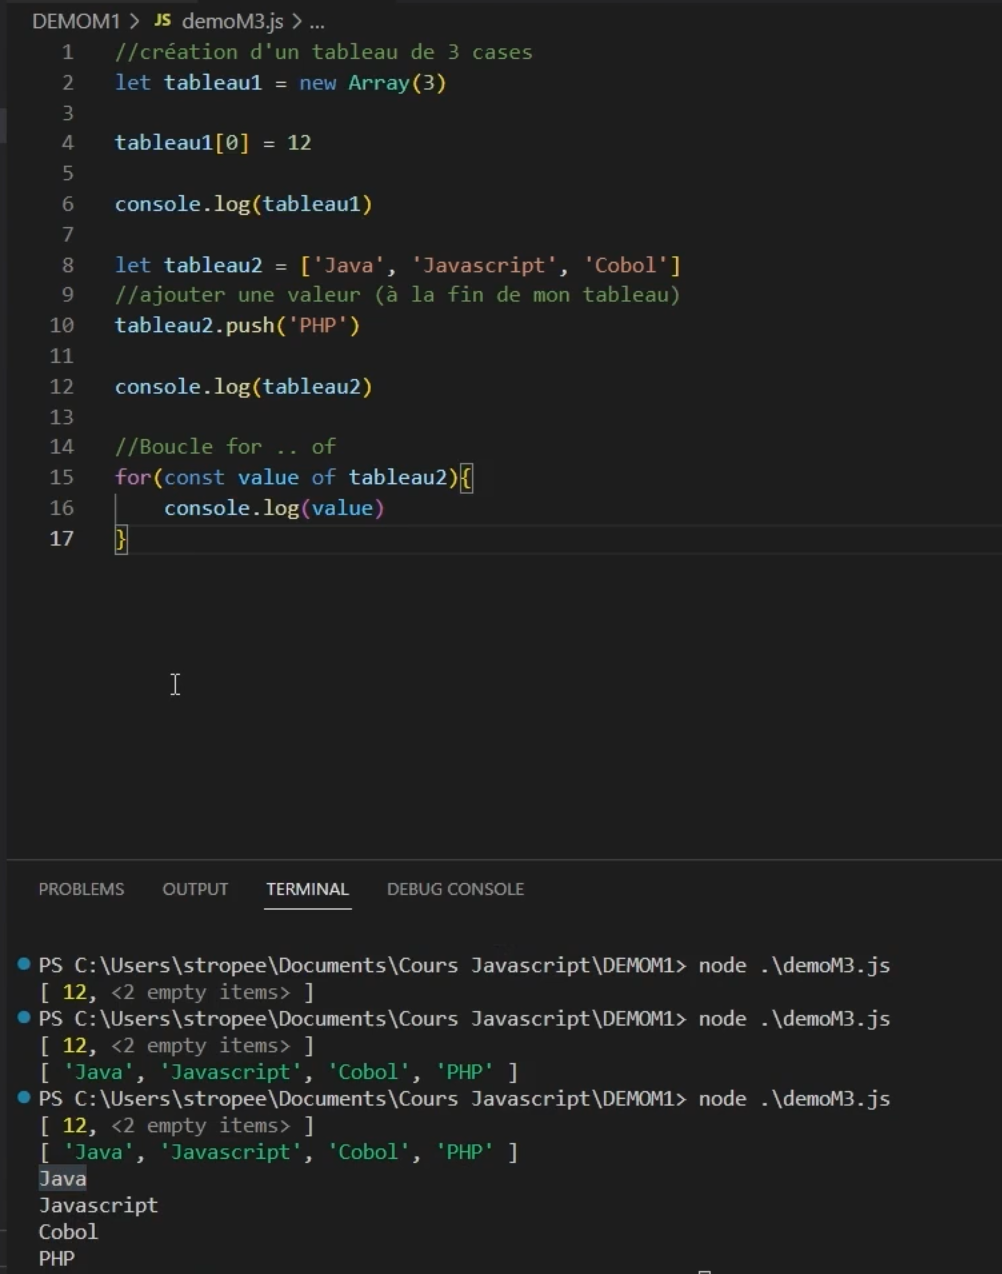 DEMOM1 > JS demoM3.js > ...
1 //création d'un tableau de 3 cases
2 let tableau1 = new Array(3)
3
4 tableau1[0] = 12
5
6 console.log(tableau1)
7
8 let tableau2 = ['Java', 'Javascript', 'Cobol']
9 //ajouter une valeur (à la fin de mon tableau)
10 tableau2.push('PHP')
11
12 console.log(tableau2)
13
14 //Boucle for .. of
15 for(const value of tableau2){
16 console.log(value)
17 }
PROBLEMS OUTPUT TERMINAL DEBUG CONSOLE
PS C:\Users\stropee\Documents\Cours Javascript\DEMOM1> node .\demoM3.js
[ 12, <2 empty items> ]
PS C:\Users\stropee\Documents\Cours Javascript\DEMOM1> node .\demoM3.js
[ 12, <2 empty items> ]
[ 'Java', 'Javascript', 'Cobol', 'PHP' ]
PS C:\Users\stropee\Documents\Cours Javascript\DEMOM1> node .\demoM3.js
[ 12, <2 empty items> ]
[ 'Java', 'Javascript', 'Cobol', 'PHP' ]
Java
Javascript
Cobol
PHP